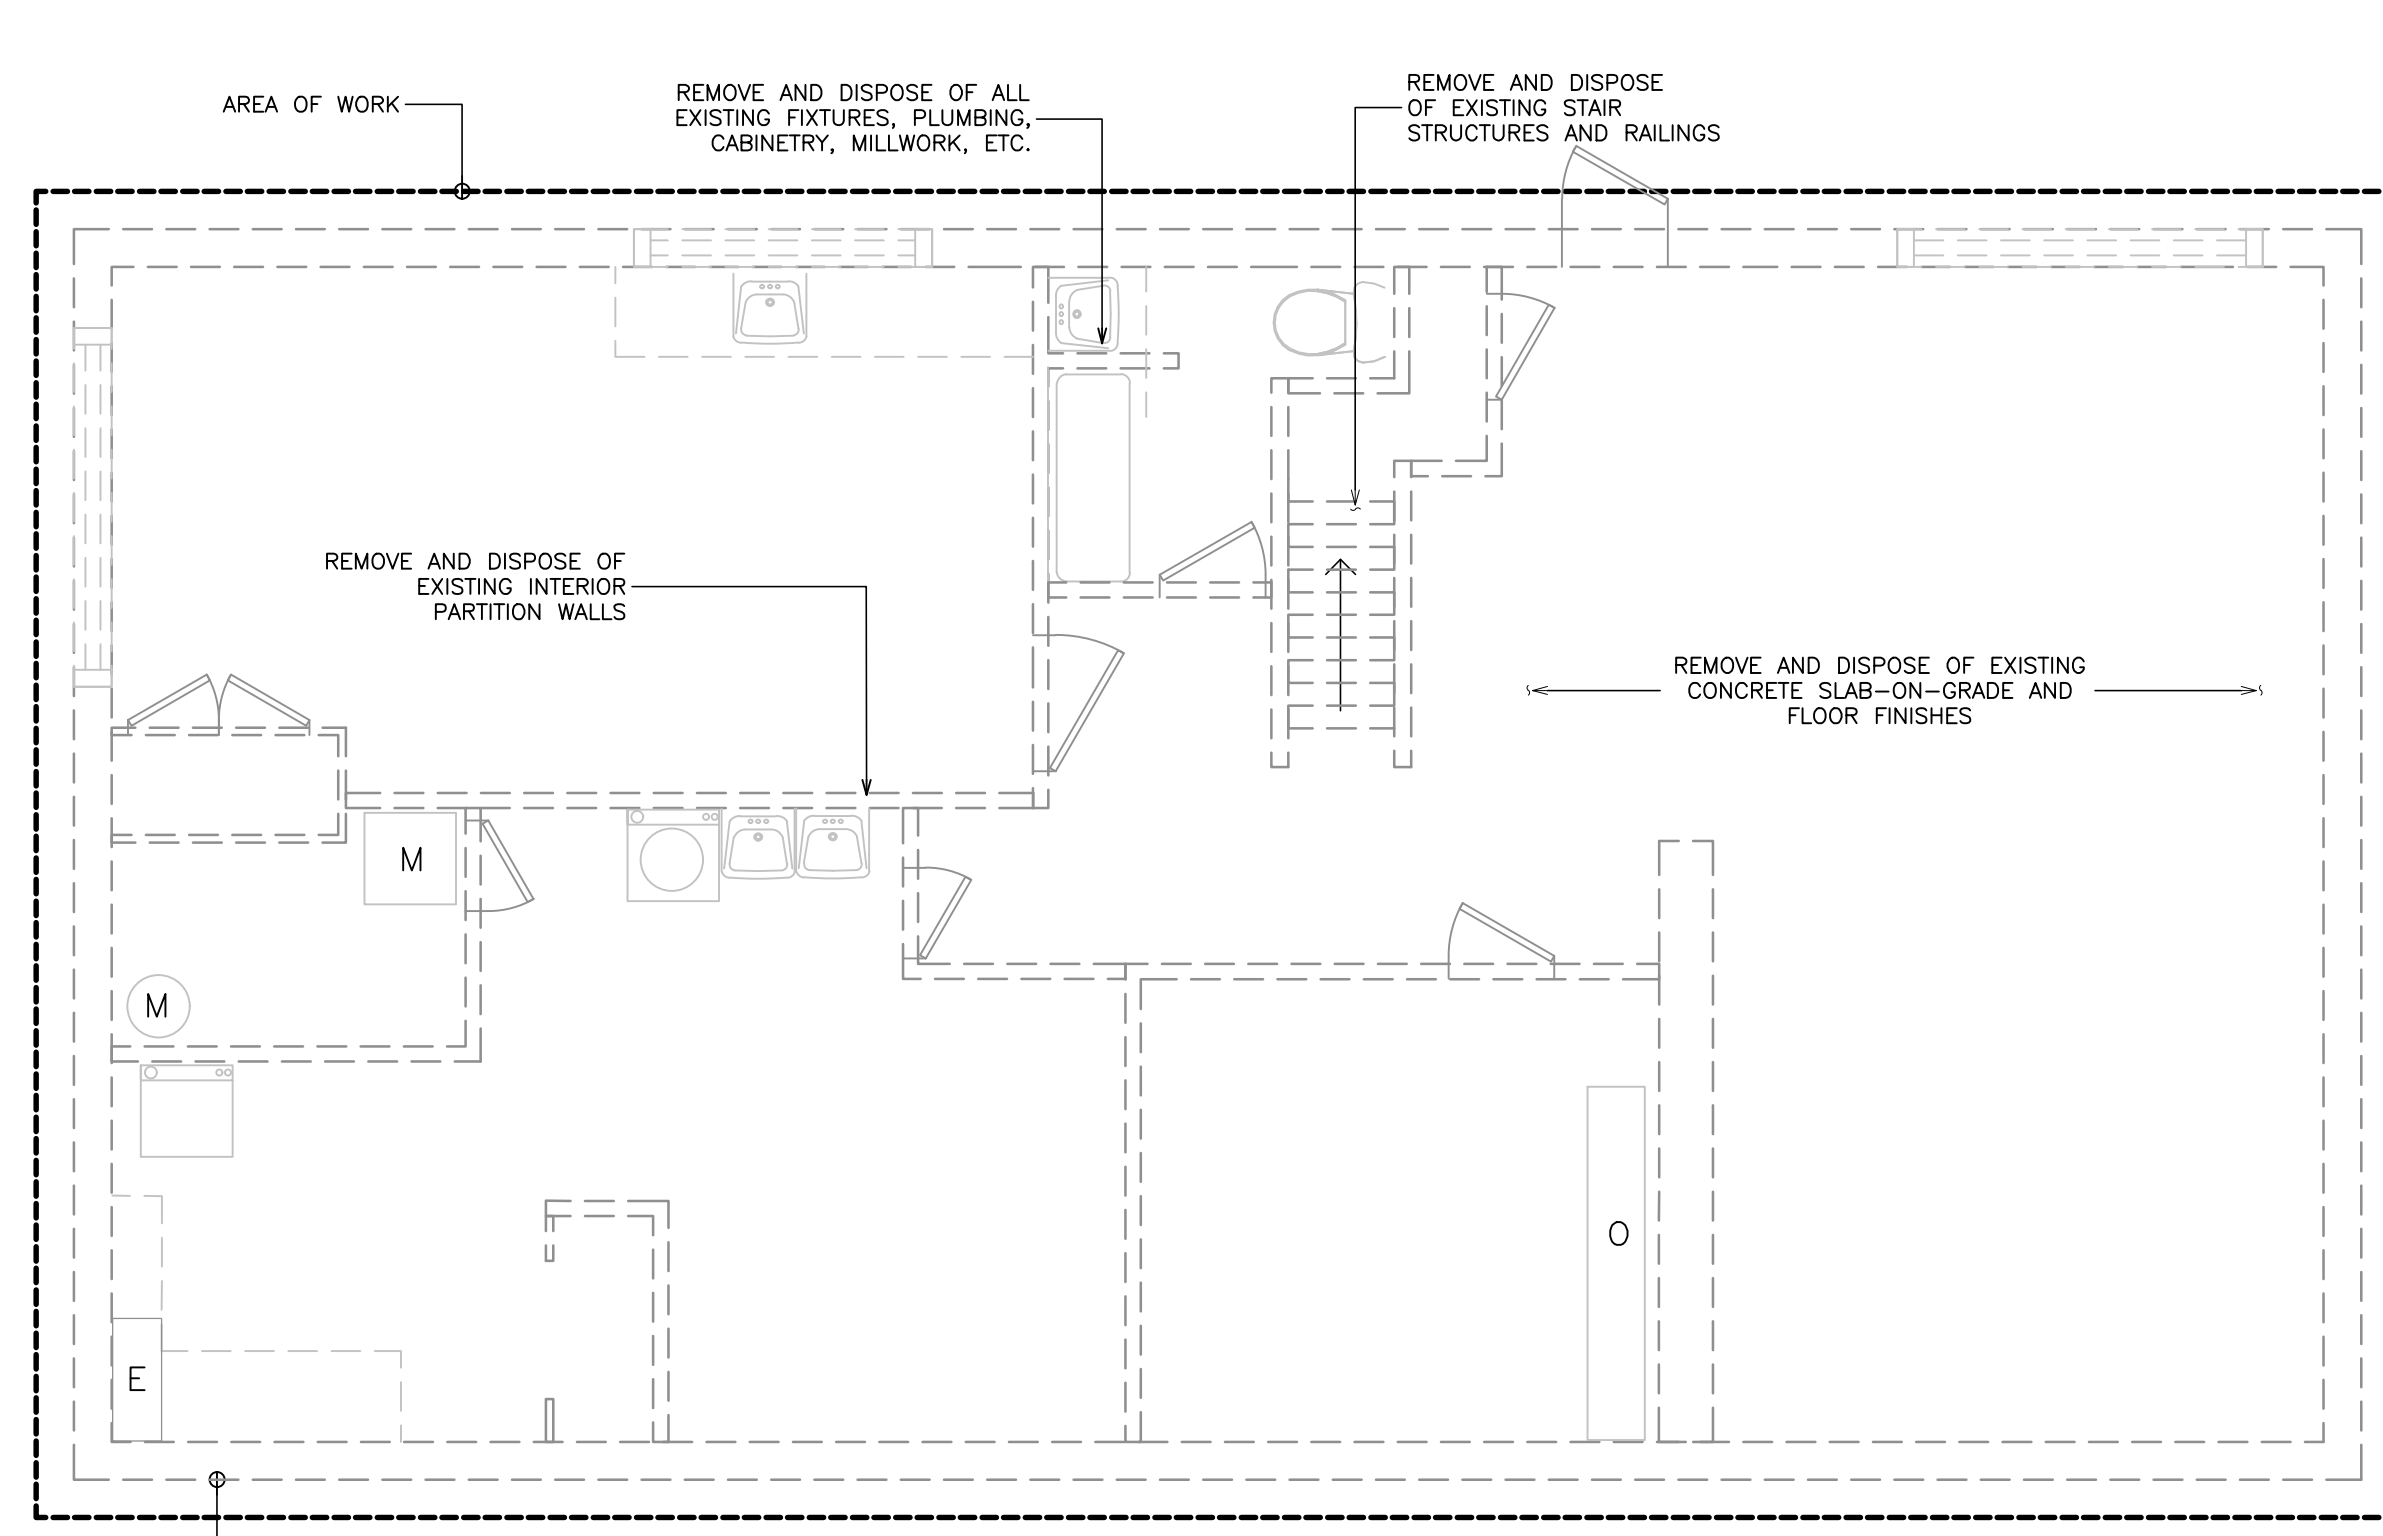 AREA OF WORK
REMOVE AND DISPOSE OF ALL
EXISTING FIXTURES, PLUMBING,
CABINETRY, MILLWORK, ETC.
REMOVE AND DISPOSE
OF EXISTING STAIR
STRUCTURES AND RAILINGS
REMOVE AND DISPOSE OF
EXISTING INTERIOR
PARTITION WALLS
REMOVE AND DISPOSE OF EXISTING
CONCRETE SLAB-ON-GRADE AND
FLOOR FINISHES
M
M
O
E